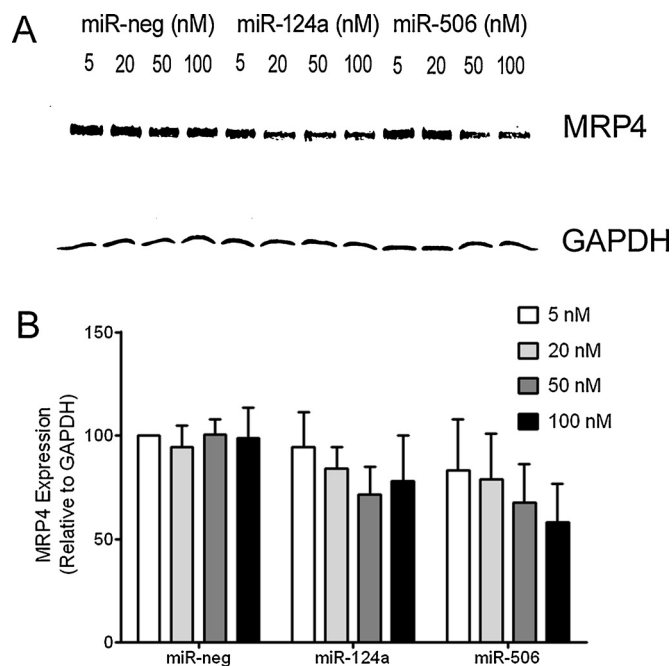 A
miR-neg (nM) miR-124a (nM) miR-506 (nM)
5 20 50 100 5 20 50 100 5 20 50 100
MRP4
GAPDH
B
MRP4 Expression
(Relative to GAPDH)
150
100
50
0
5 nM
20 nM
50 nM
100 nM
miR-neg miR-124a miR-506